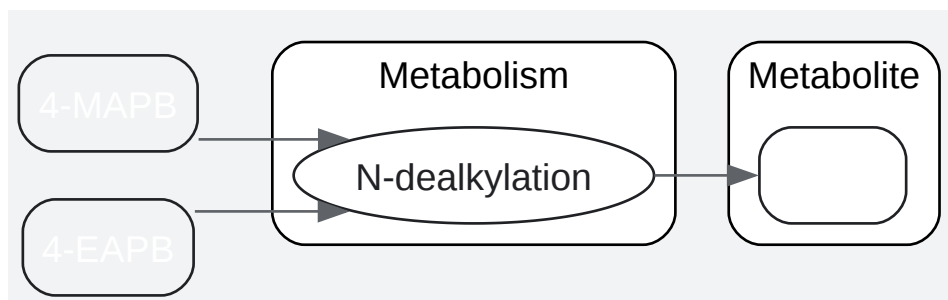 4-MAPB
Metabolism
Metabolite
N-dealkylation
4-EAPB